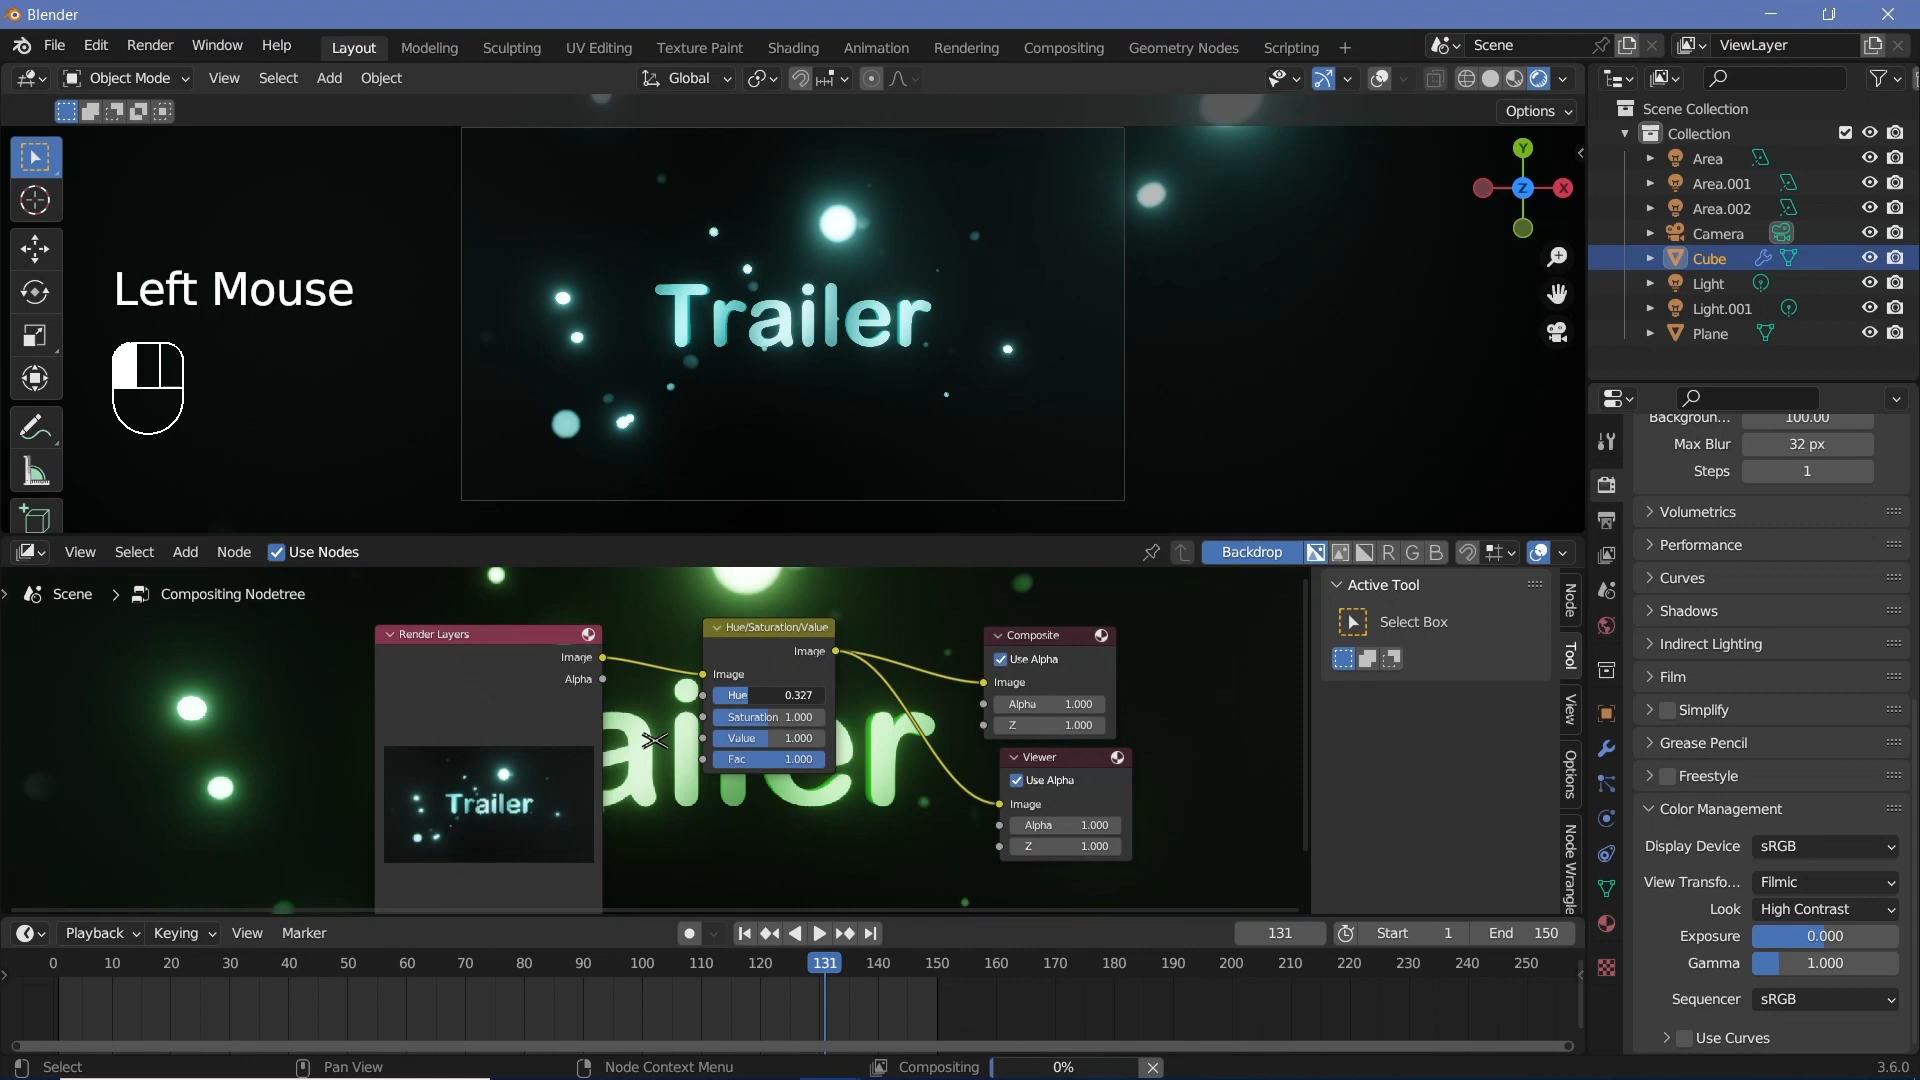 Blender
File Edit Render Window Help Layout Modeling Sculpting UV Editing Texture Paint Shading Animation Rendering Compositing Geometry Nodes Scripting + Scene ViewLayer
Object Mode View Select Add Object Global
Options
Scene Collection
Collection
Area
Area.001
Area.002
Camera
Cube
Light
Light.001
Plane
Y
Z
X
Left Mouse
Trailer
Backgroun... 100.00
Max Blur 32 px
Steps 1
Volumetrics
Performance
Curves
Shadows
Indirect Lighting
Film
Simplify
Grease Pencil
Freestyle
Color Management
Display Device sRGB
View Transfo... Filmic
Look High Contrast
Exposure 0.000
Gamma 1.000
Sequencer sRGB
Use Curves
View Select Add Node Use Nodes Backdrop R G B
Scene > Compositing Nodetree
Active Tool
Select Box
Node
Tool
View
Options
Node Wrangle
Render Layers
Image
Alpha
Trailer
Hue/Saturation/Value
Image
Image
Hue 0.327
Saturation 1.000
Value 1.000
Fac 1.000
Composite
Use Alpha
Image
Alpha 1.000
Z 1.000
Viewer
Use Alpha
Image
Alpha 1.000
Z 1.000
ailer
Playback Keying View Marker 131 Start 1 End 150
0 10 20 30 40 50 60 70 80 90 100 110 120 131 140 150 160 170 180 190 200 210 220 230 240 250
Select Pan View Node Context Menu Compositing 0% 3.6.0